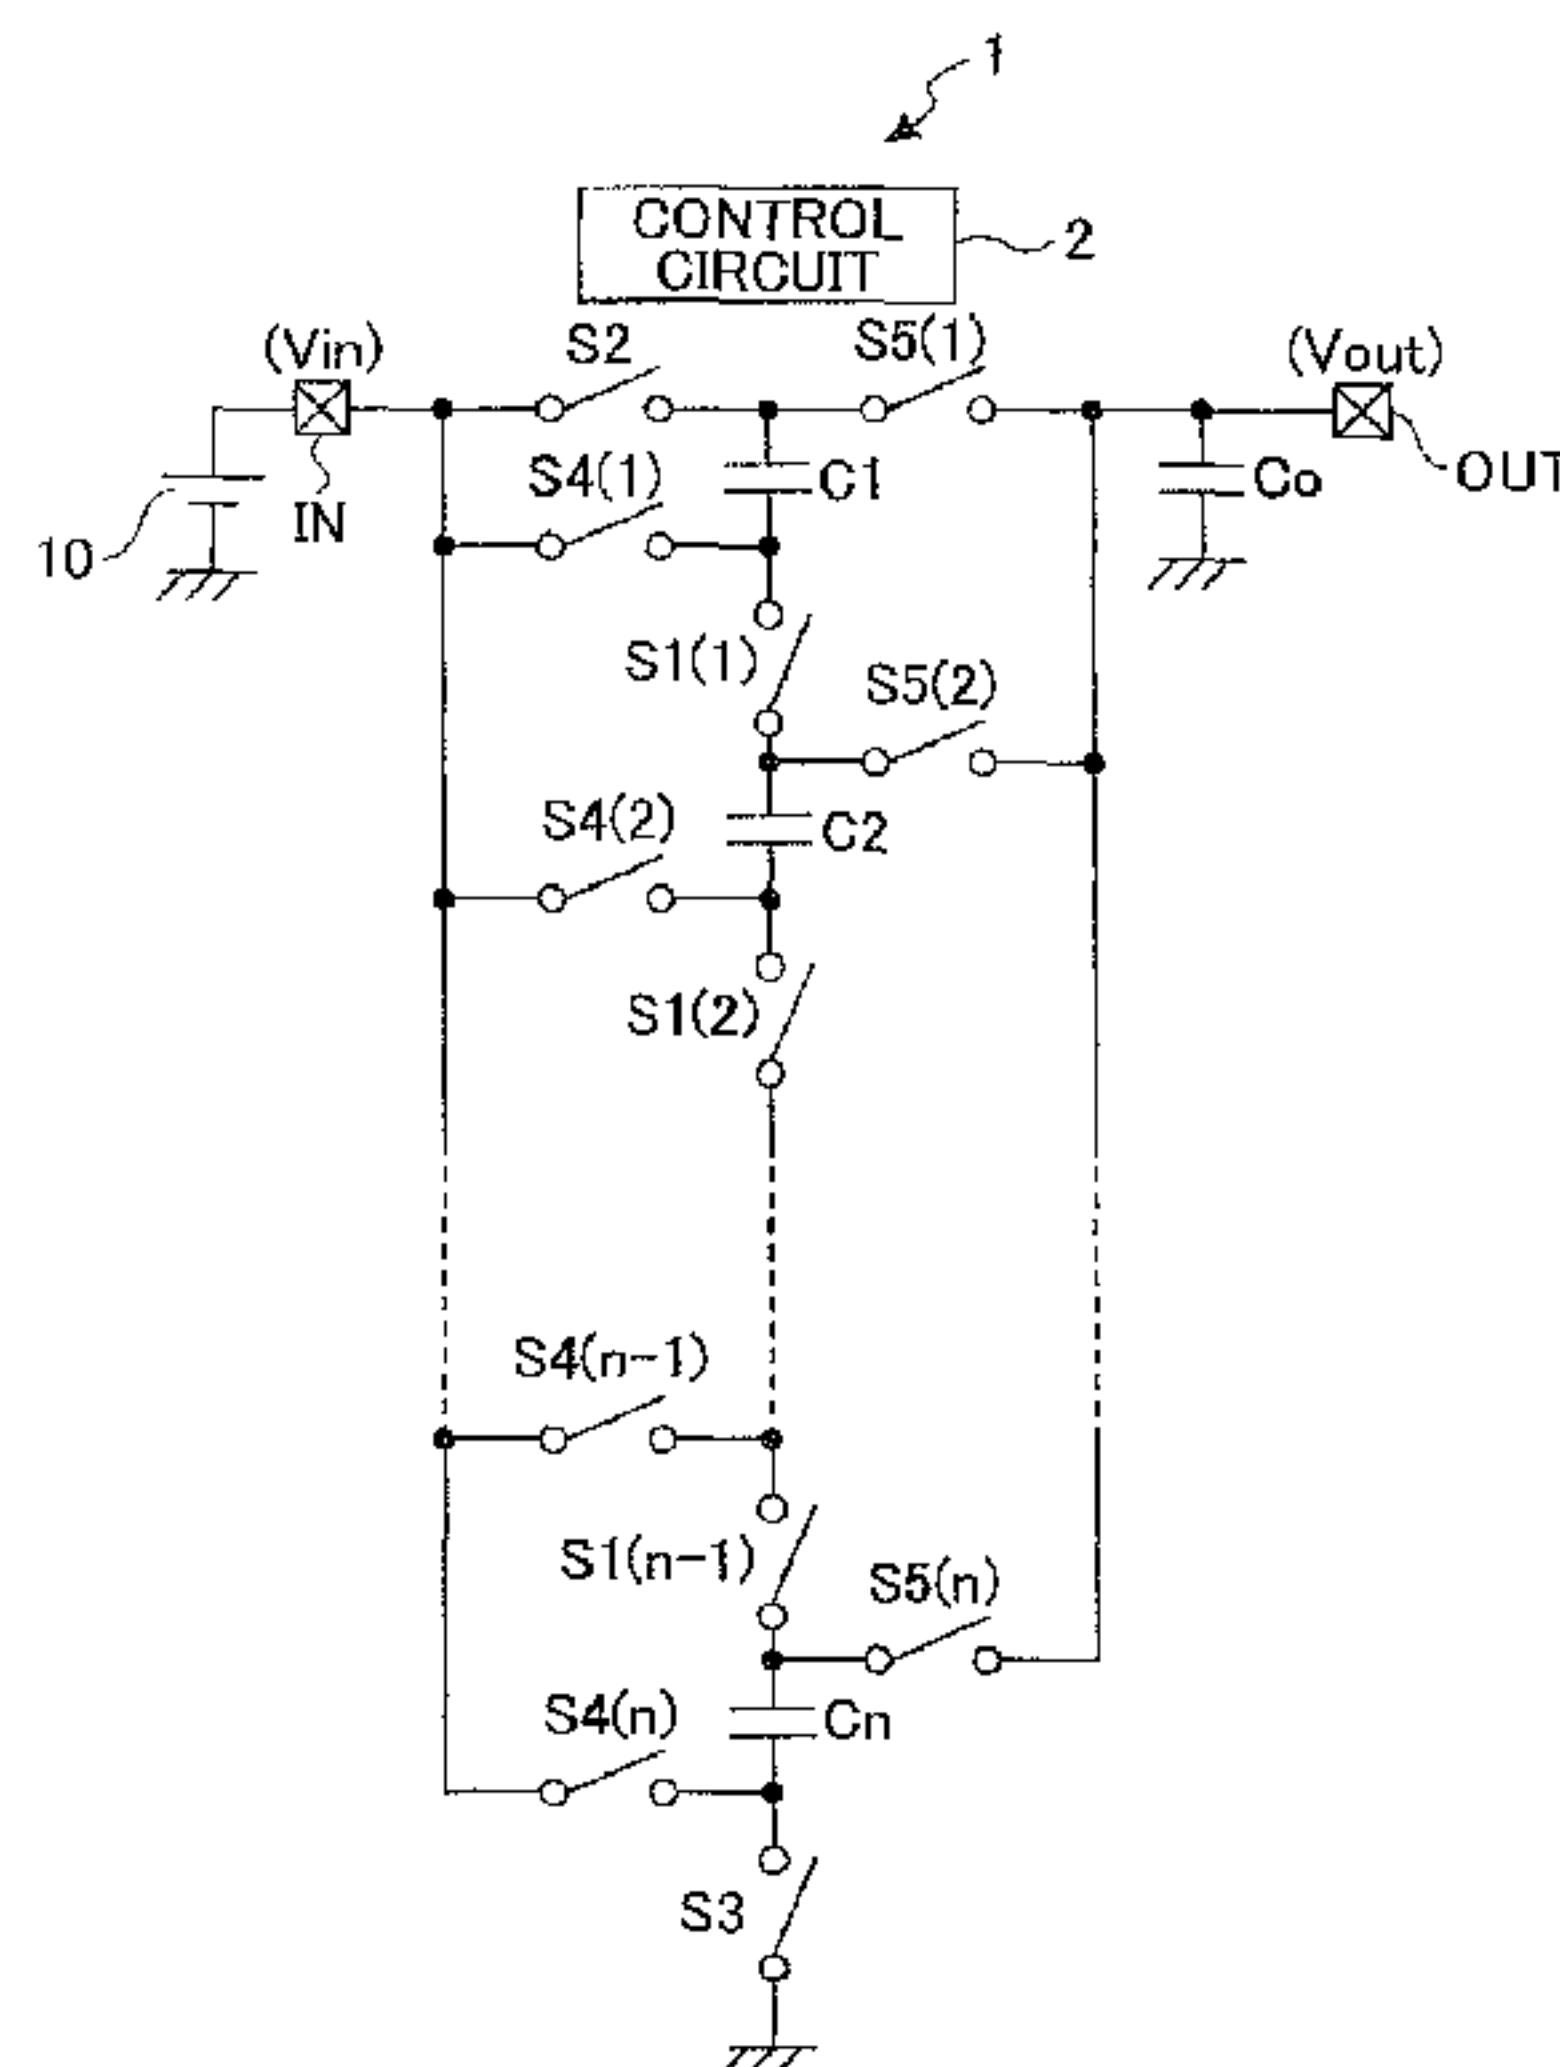 1
CONTROL
CIRCUIT
2
(Vin)
S2
S5(1)
(Vout)
S4(1)
C1
Co
OUT
IN
10
S1(1)
S5(2)
S4(2)
C2
S1(2)
S4(n-1)
S1(n-1)
S5(n)
S4(n)
Cn
S3